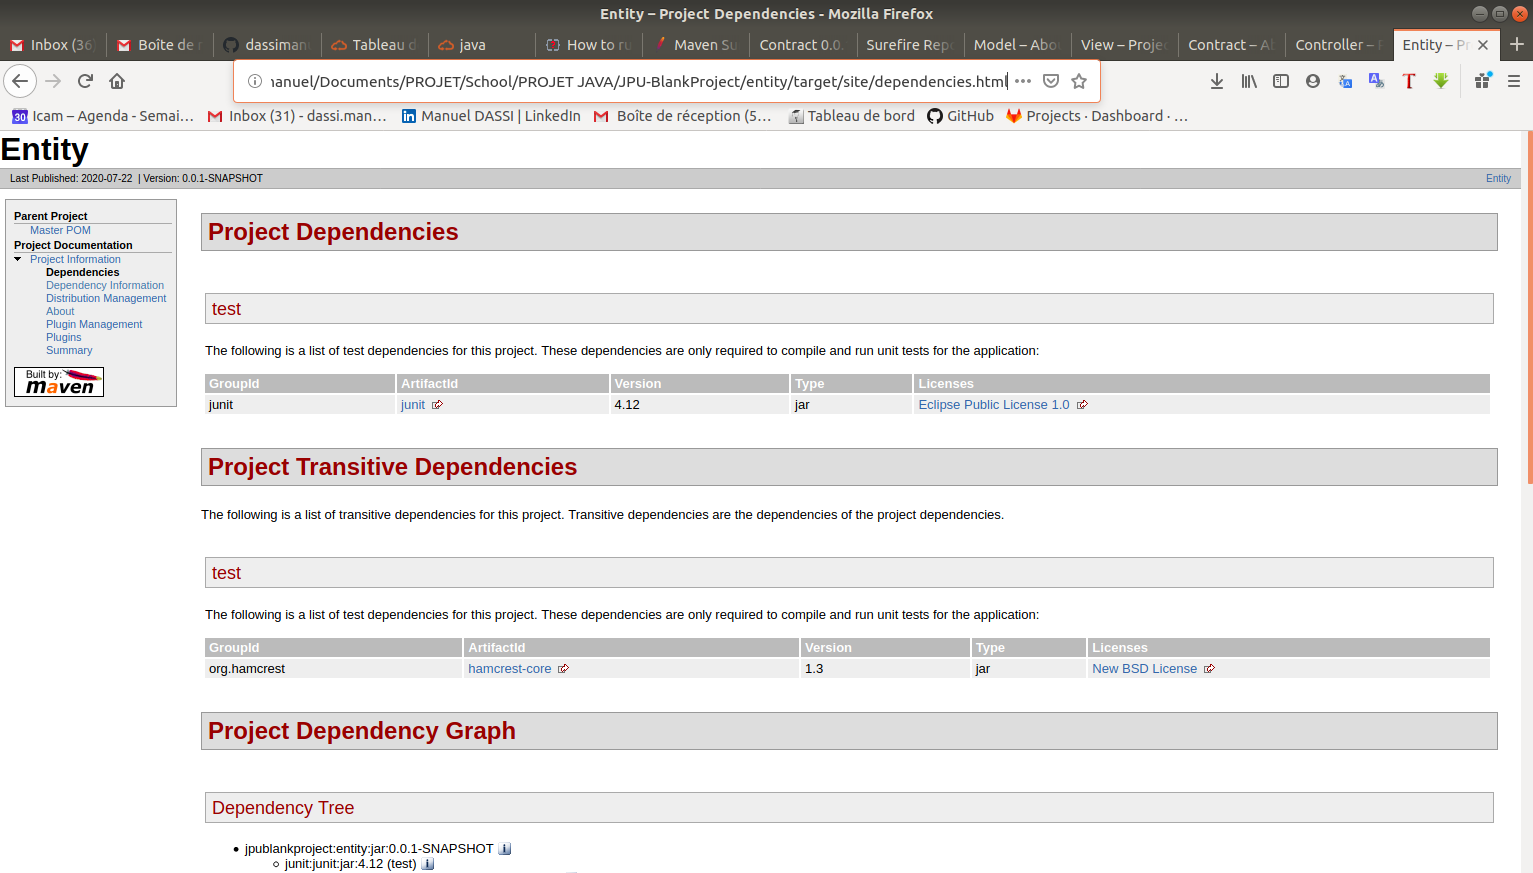 Entity – Project Dependencies - Mozilla Firefox
Inbox (36) Boîte de r dassiman Tableau d java How to ru Maven Su Contract 0.0. Surefire Repo Model – Abou View – Projec Contract – Ab Controller – P Entity – Pr
manuel/Documents/PROJET/School/PROJET JAVA/JPU-BlankProject/entity/target/site/dependencies.html
Icam – Agenda - Semai… Inbox (31) - dassi.man… Manuel DASSI | LinkedIn Boîte de réception (5… Tableau de bord GitHub Projects · Dashboard · …
Entity
Last Published: 2020-07-22 | Version: 0.0.1-SNAPSHOT Entity
Parent Project
Master POM
Project Documentation
Project Information
Dependencies
Dependency Information
Distribution Management
About
Plugin Management
Plugins
Summary
Built by:
maven
Project Dependencies
test
The following is a list of test dependencies for this project. These dependencies are only required to compile and run unit tests for the application:
GroupId ArtifactId Version Type Licenses
junit junit 4.12 jar Eclipse Public License 1.0
Project Transitive Dependencies
The following is a list of transitive dependencies for this project. Transitive dependencies are the dependencies of the project dependencies.
test
The following is a list of test dependencies for this project. These dependencies are only required to compile and run unit tests for the application:
GroupId ArtifactId Version Type Licenses
org.hamcrest hamcrest-core 1.3 jar New BSD License
Project Dependency Graph
Dependency Tree
jpublankproject:entity:jar:0.0.1-SNAPSHOT
junit:junit:jar:4.12 (test)